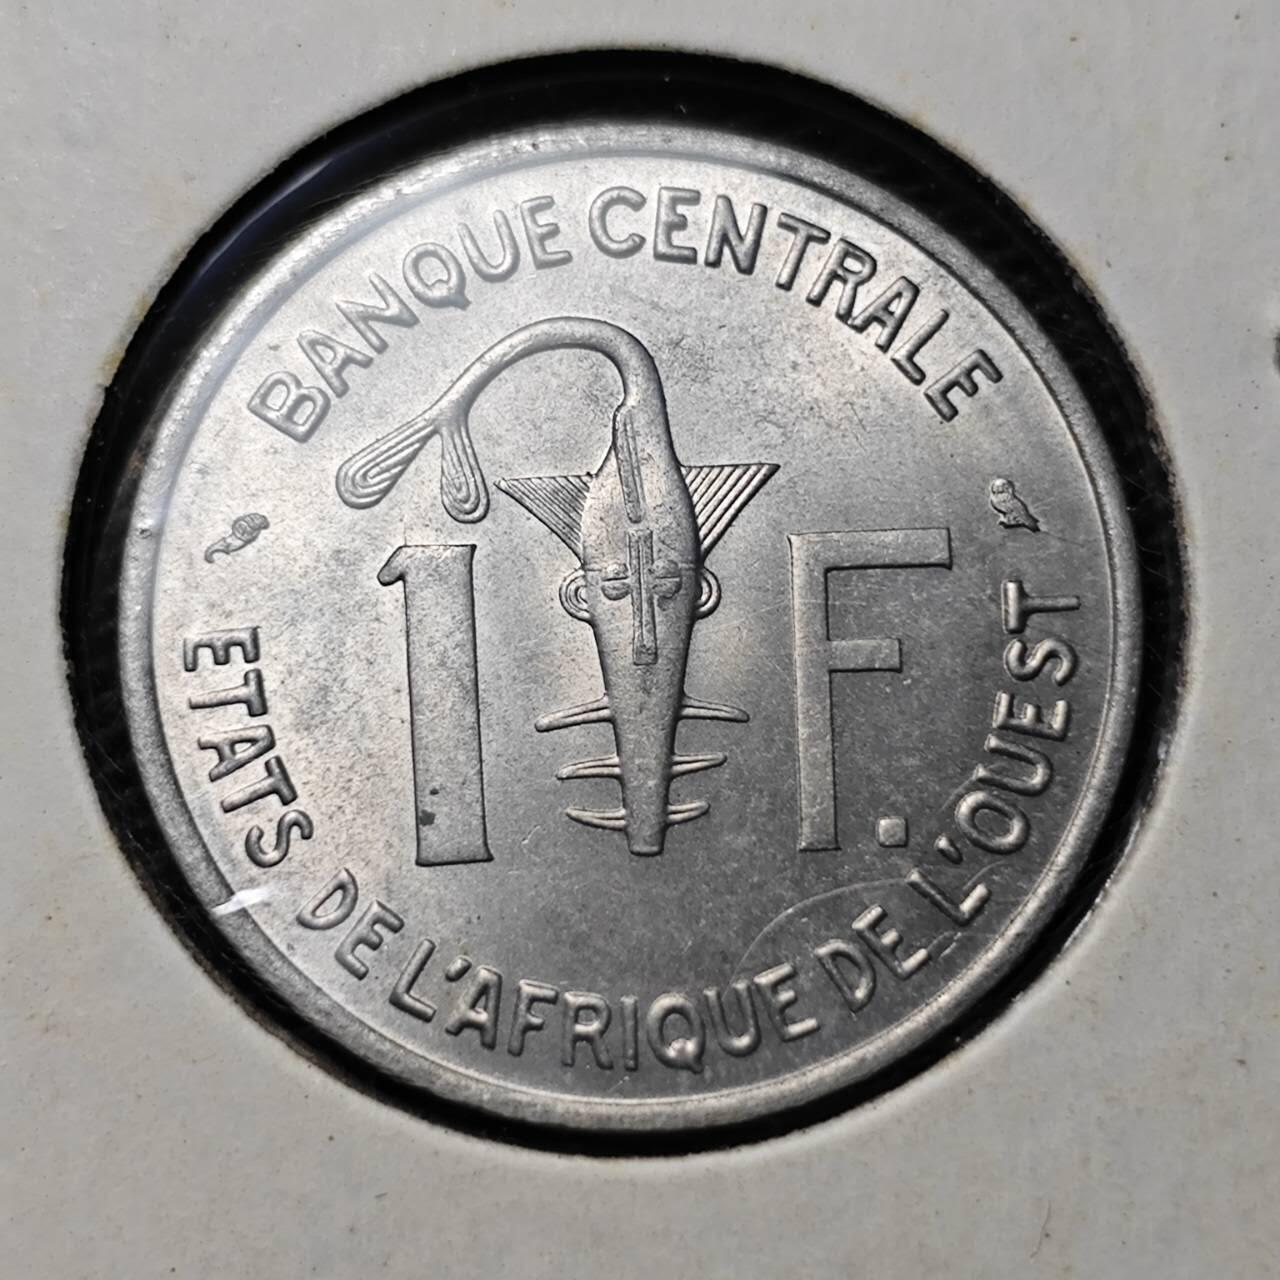 BANQUE CENTRALE
1 F.
ETATS DE L'AFRIQUE DE L'OUEST